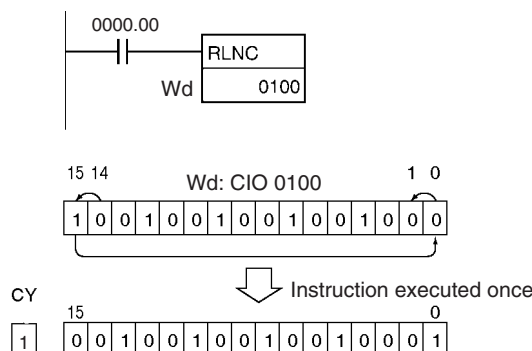 0000.00
RLNC
Wd 0100
15 14 1 0
Wd: CIO 0100
1 0 0 1 0 0 1 0 0 1 0 0 1 0 0 0
Instruction executed once
CY 15 0
1 0 0 1 0 0 1 0 0 1 0 0 1 0 0 0 1